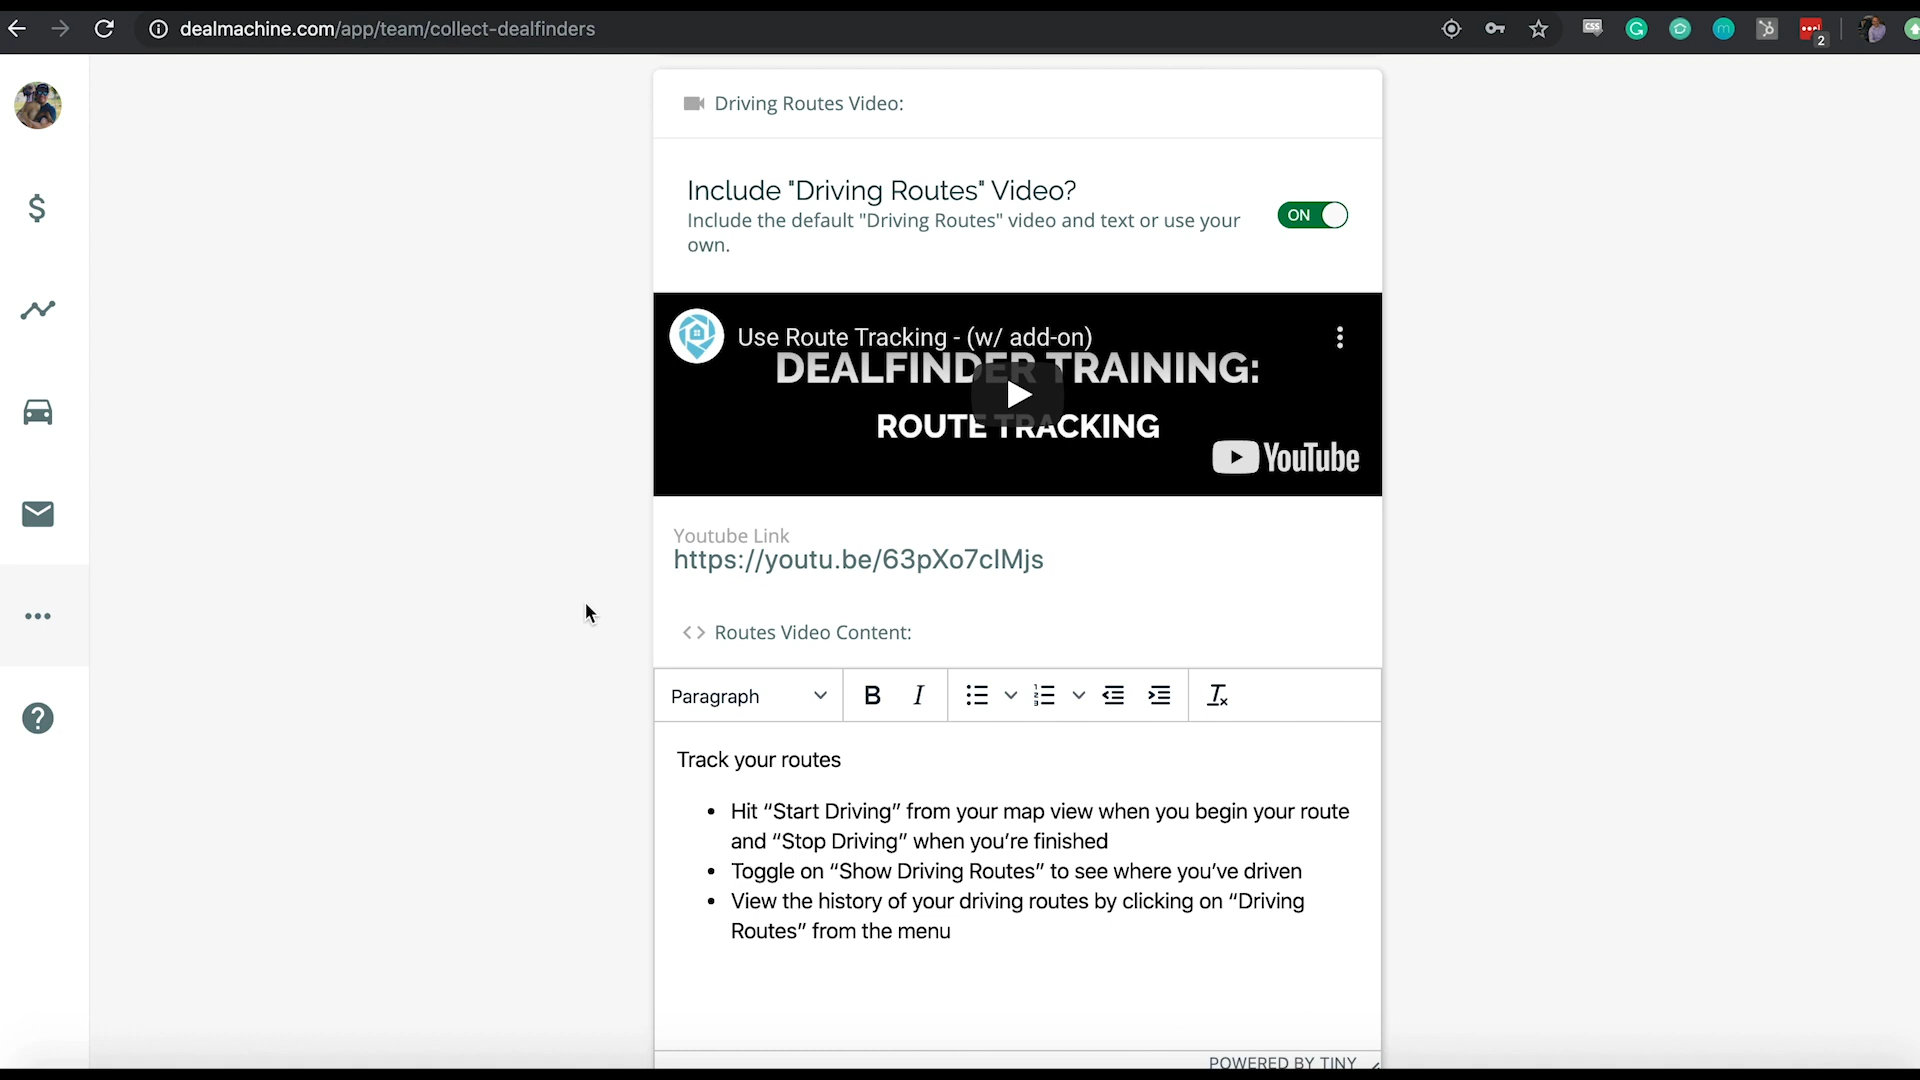 dealmachine.com/app/team/collect-dealfinders
2
Driving Routes Video:
Include "Driving Routes" Video?
Include the default "Driving Routes" video and text or use your
own.
ON
Use Route Tracking - (w/ add-on)
DEALFINDER TRAINING:
ROUTE TRACKING
YouTube
Youtube Link
https://youtu.be/63pXo7clMjs
Routes Video Content:
Paragraph
Track your routes
• Hit “Start Driving” from your map view when you begin your route
and “Stop Driving” when you’re finished
• Toggle on “Show Driving Routes” to see where you’ve driven
• View the history of your driving routes by clicking on “Driving
Routes” from the menu
POWERED BY TINY